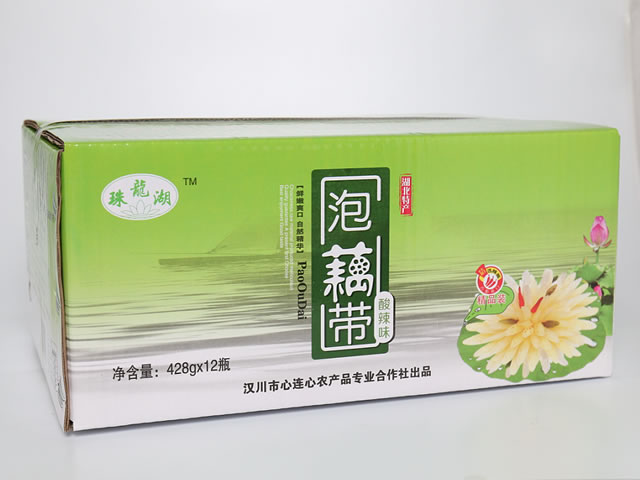 珠龍湖
TM
湖北特产
泡藕带
酸辣味
PaoOuDai
【鲜嫩爽口 自然精华】
精品装
净含量: 428gx12瓶
汉川市心连心农产品专业合作社出品